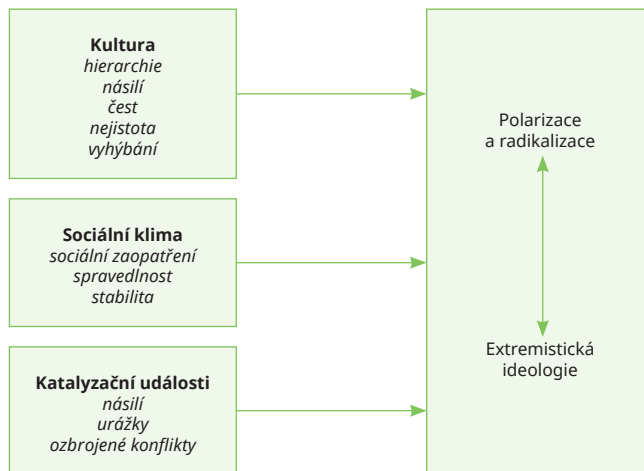 Kultura
hierarchie
násilí
čest
nejistota
vyhýbání
Sociální klima
sociální zaopatření
spravedlnost
stabilita
Katalyzační události
násilí
urážky
ozbrojené konflikty
Polarizace
a radikalizace
Extremistická
ideologie